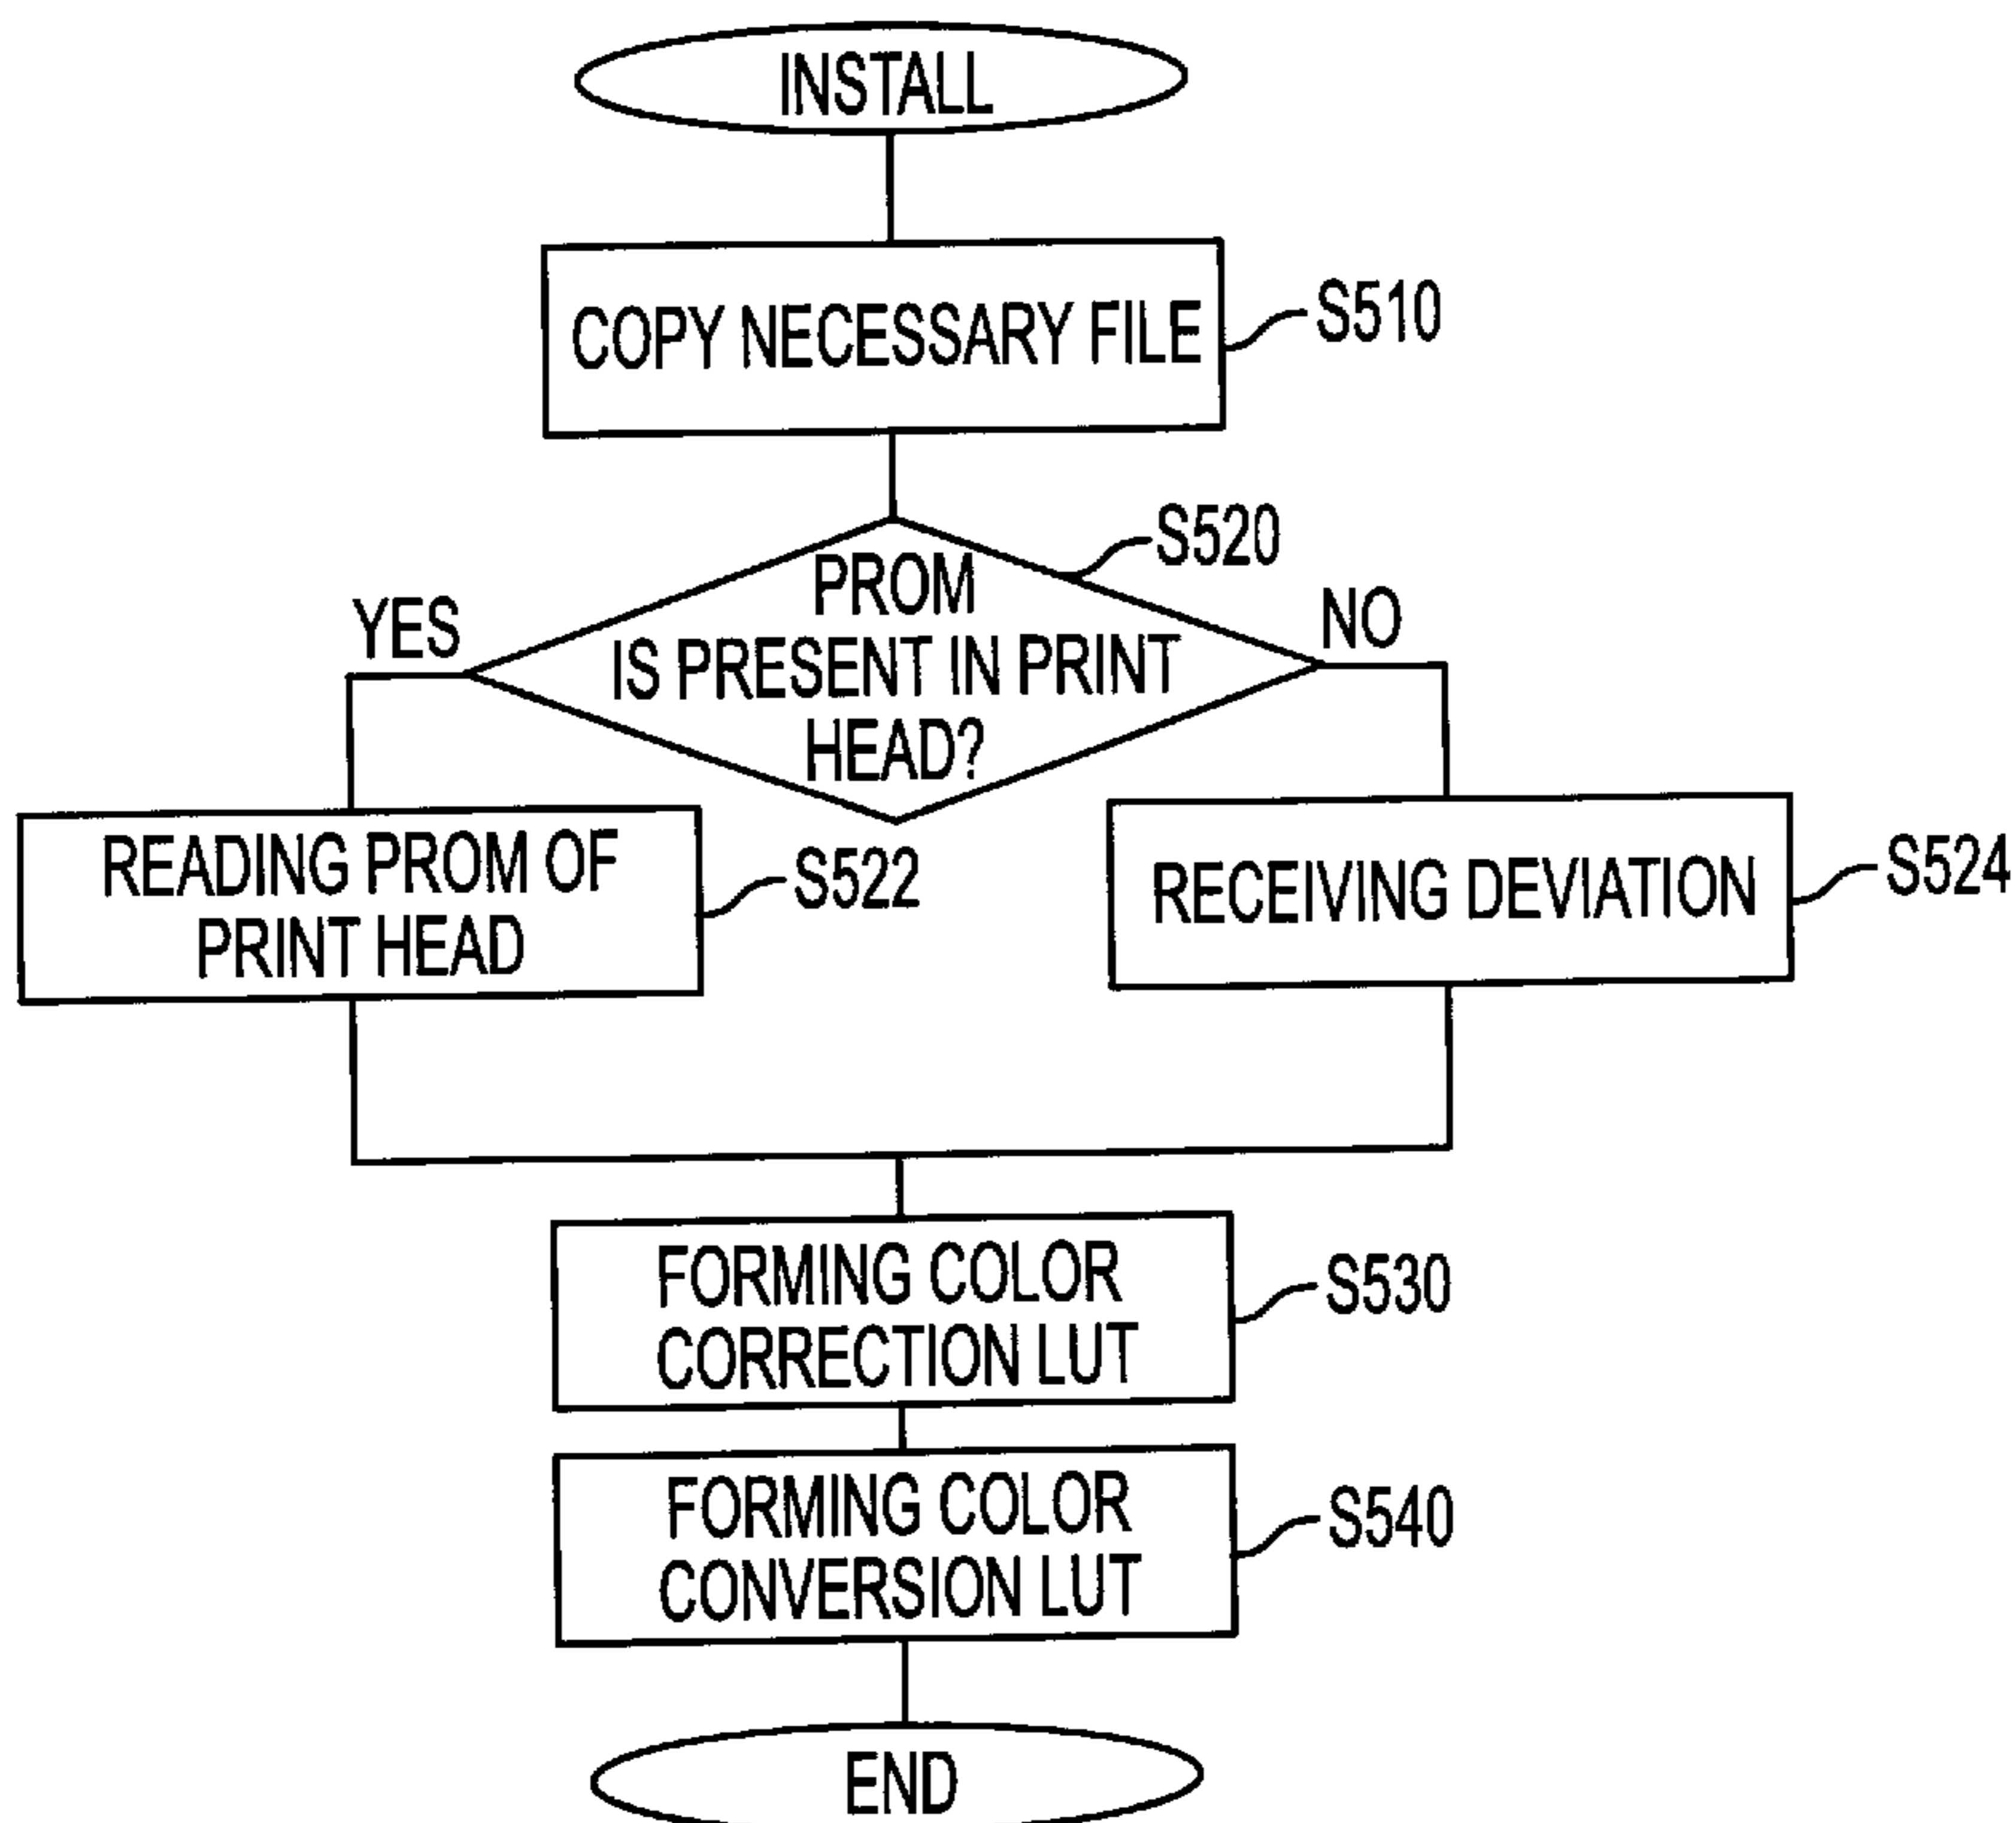 INSTALL
COPY NECESSARY FILE
S510
S520
PROM
IS PRESENT IN PRINT
HEAD?
YES
NO
READING PROM OF
PRINT HEAD
S522
RECEIVING DEVIATION
S524
FORMING COLOR
CORRECTION LUT
S530
FORMING COLOR
CONVERSION LUT
S540
END